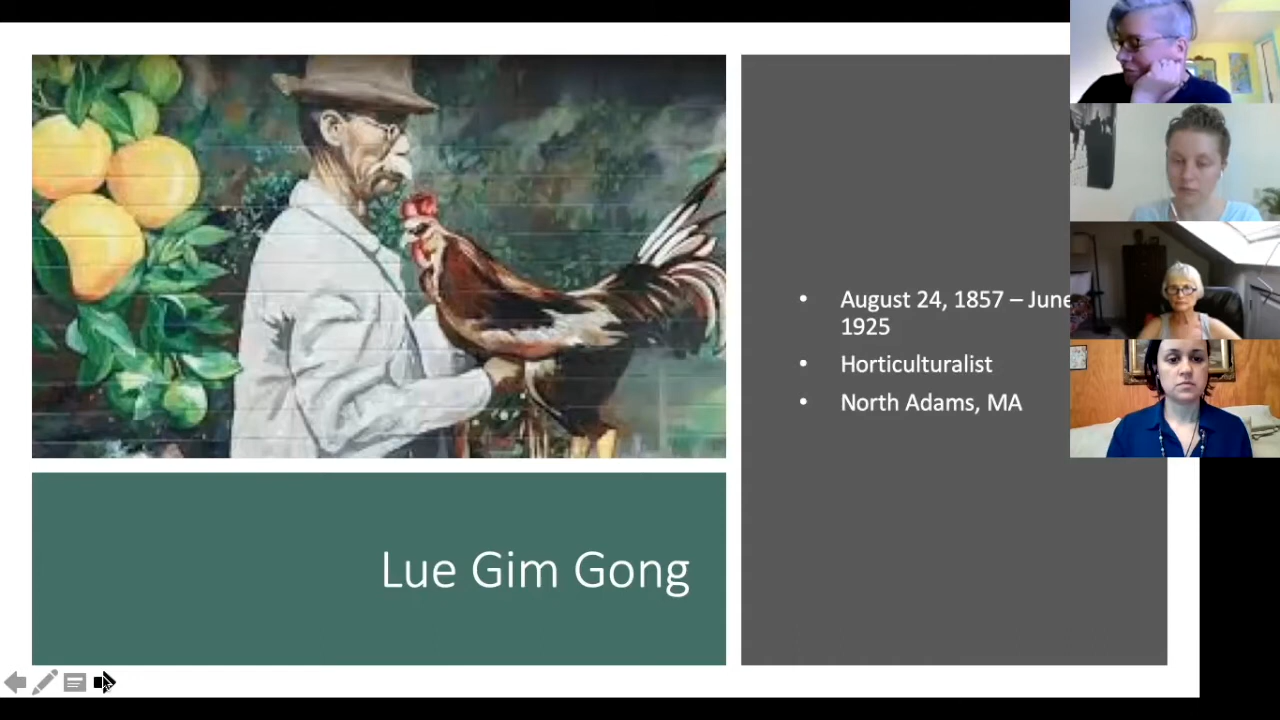 August 24, 1857 – June
1925
Horticulturalist
North Adams, MA
Lue Gim Gong